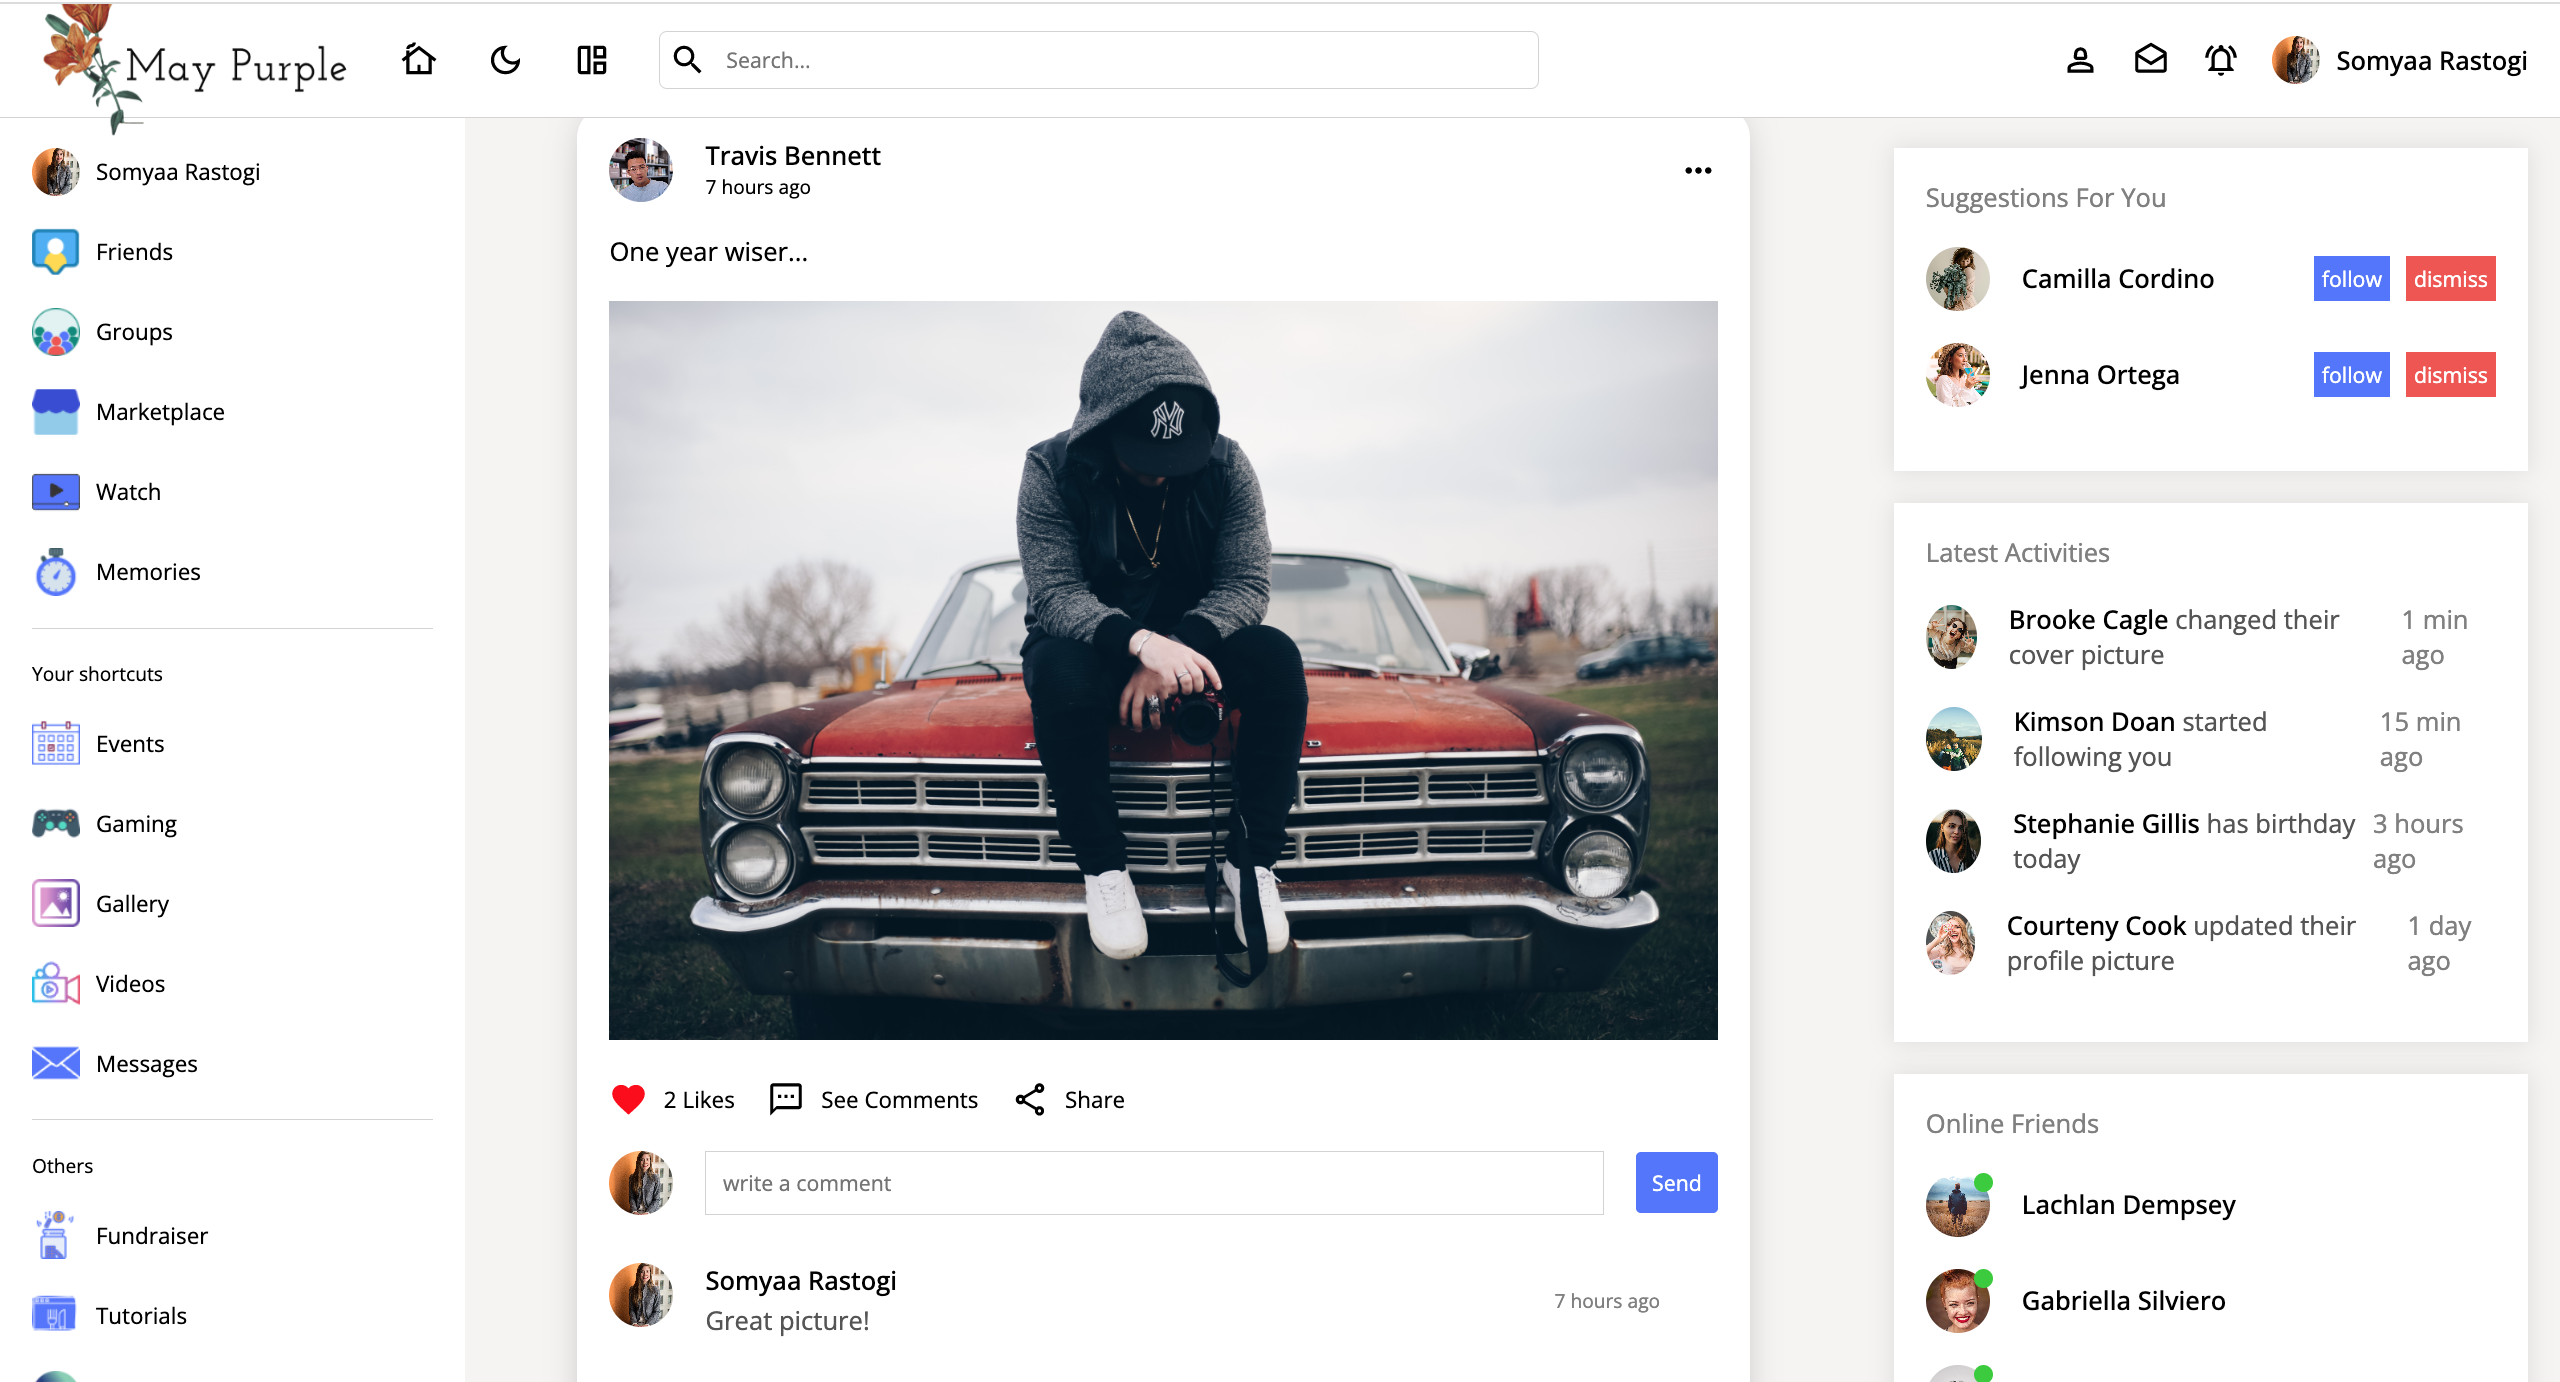 May Purple
Search...
Somyaa Rastogi
Somyaa Rastogi
Friends
Groups
Marketplace
Watch
Memories
Your shortcuts
Events
Gaming
Gallery
Videos
Messages
Others
Fundraiser
Tutorials
Travis Bennett
7 hours ago
One year wiser...
NY
2 Likes
See Comments
Share
write a comment
Send
Somyaa Rastogi
Great picture!
7 hours ago
Suggestions For You
Camilla Cordino
follow
dismiss
Jenna Ortega
follow
dismiss
Latest Activities
Brooke Cagle changed their
cover picture
1 min
ago
Kimson Doan started
following you
15 min
ago
Stephanie Gillis has birthday
today
3 hours
ago
Courteny Cook updated their
profile picture
1 day
ago
Online Friends
Lachlan Dempsey
Gabriella Silviero